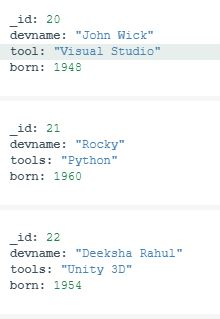 _id: 20
devname: "John Wick"
tool: "Visual Studio"
born: 1948
_id: 21
devname: "Rocky"
tools: "Python"
born: 1960
_id: 22
devname: "Deeksha Rahul"
tools: "Unity 3D"
born: 1954